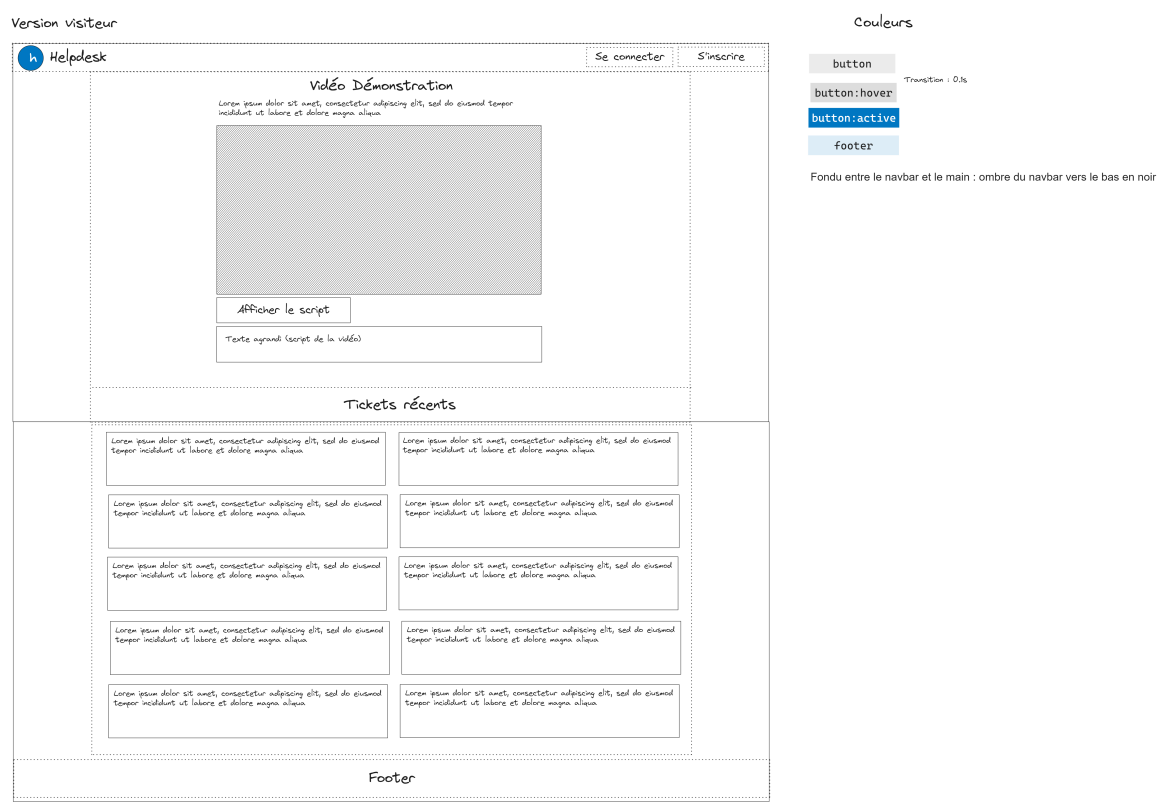 Version visiteur
h Helpdesk
Se connecter
S'inscrire
Vidéo Démonstration
Lorem ipsum dolor sit amet, consectetur adipiscing elit, sed do eiusmod tempor
incididunt ut labore et dolore magna aliqua
Afficher le script
Texte agrandi (script de la vidéo)
Tickets récents
Lorem ipsum dolor sit amet, consectetur adipiscing elit, sed do eiusmod
tempor incididunt ut labore et dolore magna aliqua
Lorem ipsum dolor sit amet, consectetur adipiscing elit, sed do eiusmod
tempor incididunt ut labore et dolore magna aliqua
Lorem ipsum dolor sit amet, consectetur adipiscing elit, sed do eiusmod
tempor incididunt ut labore et dolore magna aliqua
Lorem ipsum dolor sit amet, consectetur adipiscing elit, sed do eiusmod
tempor incididunt ut labore et dolore magna aliqua
Lorem ipsum dolor sit amet, consectetur adipiscing elit, sed do eiusmod
tempor incididunt ut labore et dolore magna aliqua
Lorem ipsum dolor sit amet, consectetur adipiscing elit, sed do eiusmod
tempor incididunt ut labore et dolore magna aliqua
Lorem ipsum dolor sit amet, consectetur adipiscing elit, sed do eiusmod
tempor incididunt ut labore et dolore magna aliqua
Lorem ipsum dolor sit amet, consectetur adipiscing elit, sed do eiusmod
tempor incididunt ut labore et dolore magna aliqua
Lorem ipsum dolor sit amet, consectetur adipiscing elit, sed do eiusmod
tempor incididunt ut labore et dolore magna aliqua
Lorem ipsum dolor sit amet, consectetur adipiscing elit, sed do eiusmod
tempor incididunt ut labore et dolore magna aliqua
Footer
Couleurs
button
Transition : 0,1s
button:hover
button:active
footer
Fondu entre le navbar et le main : ombre du navbar vers le bas en noir